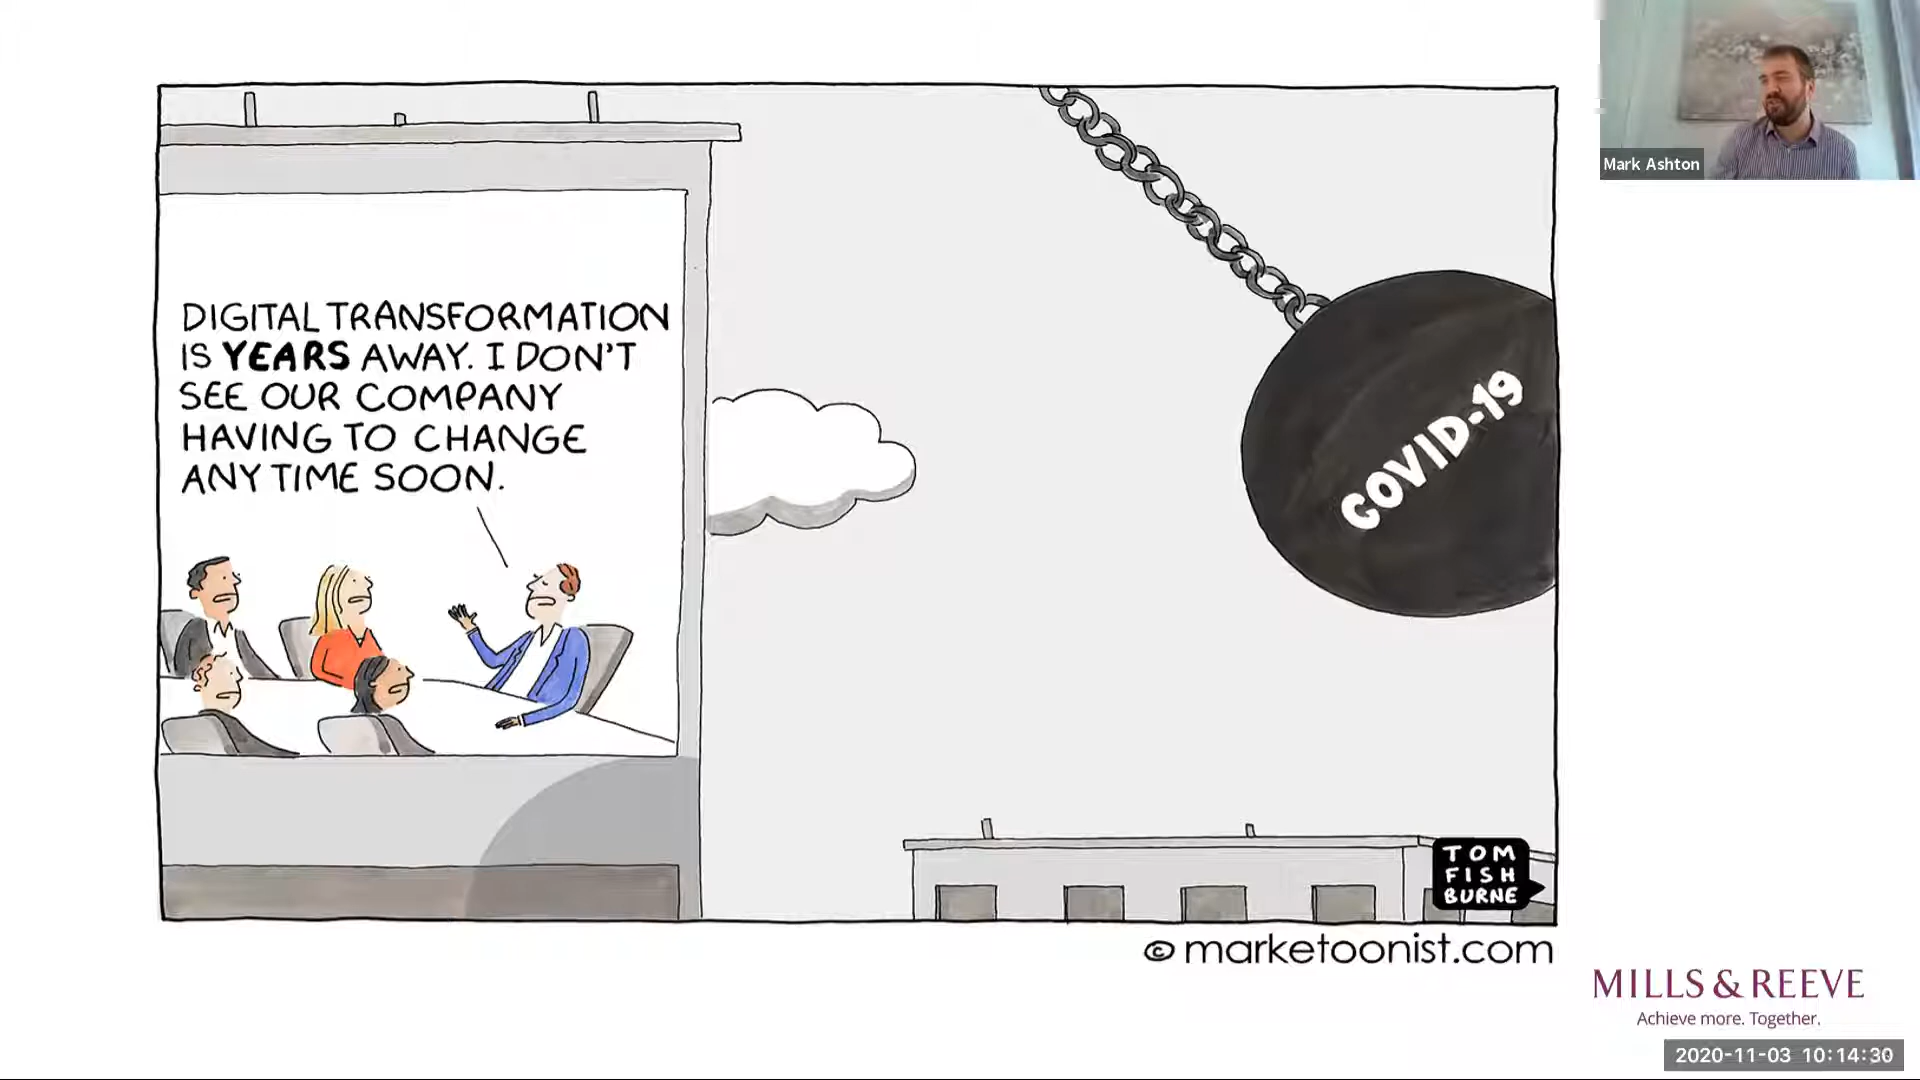 Mark Ashton
DIGITAL TRANSFORMATION
IS YEARS AWAY. I DON'T
SEE OUR COMPANY
HAVING TO CHANGE
ANY TIME SOON.
COVID-19
TOM
FISH
BURNE
© marketoonist.com
MILLS & REEVE
Achieve more. Together.
2020-11-03 10:14:30